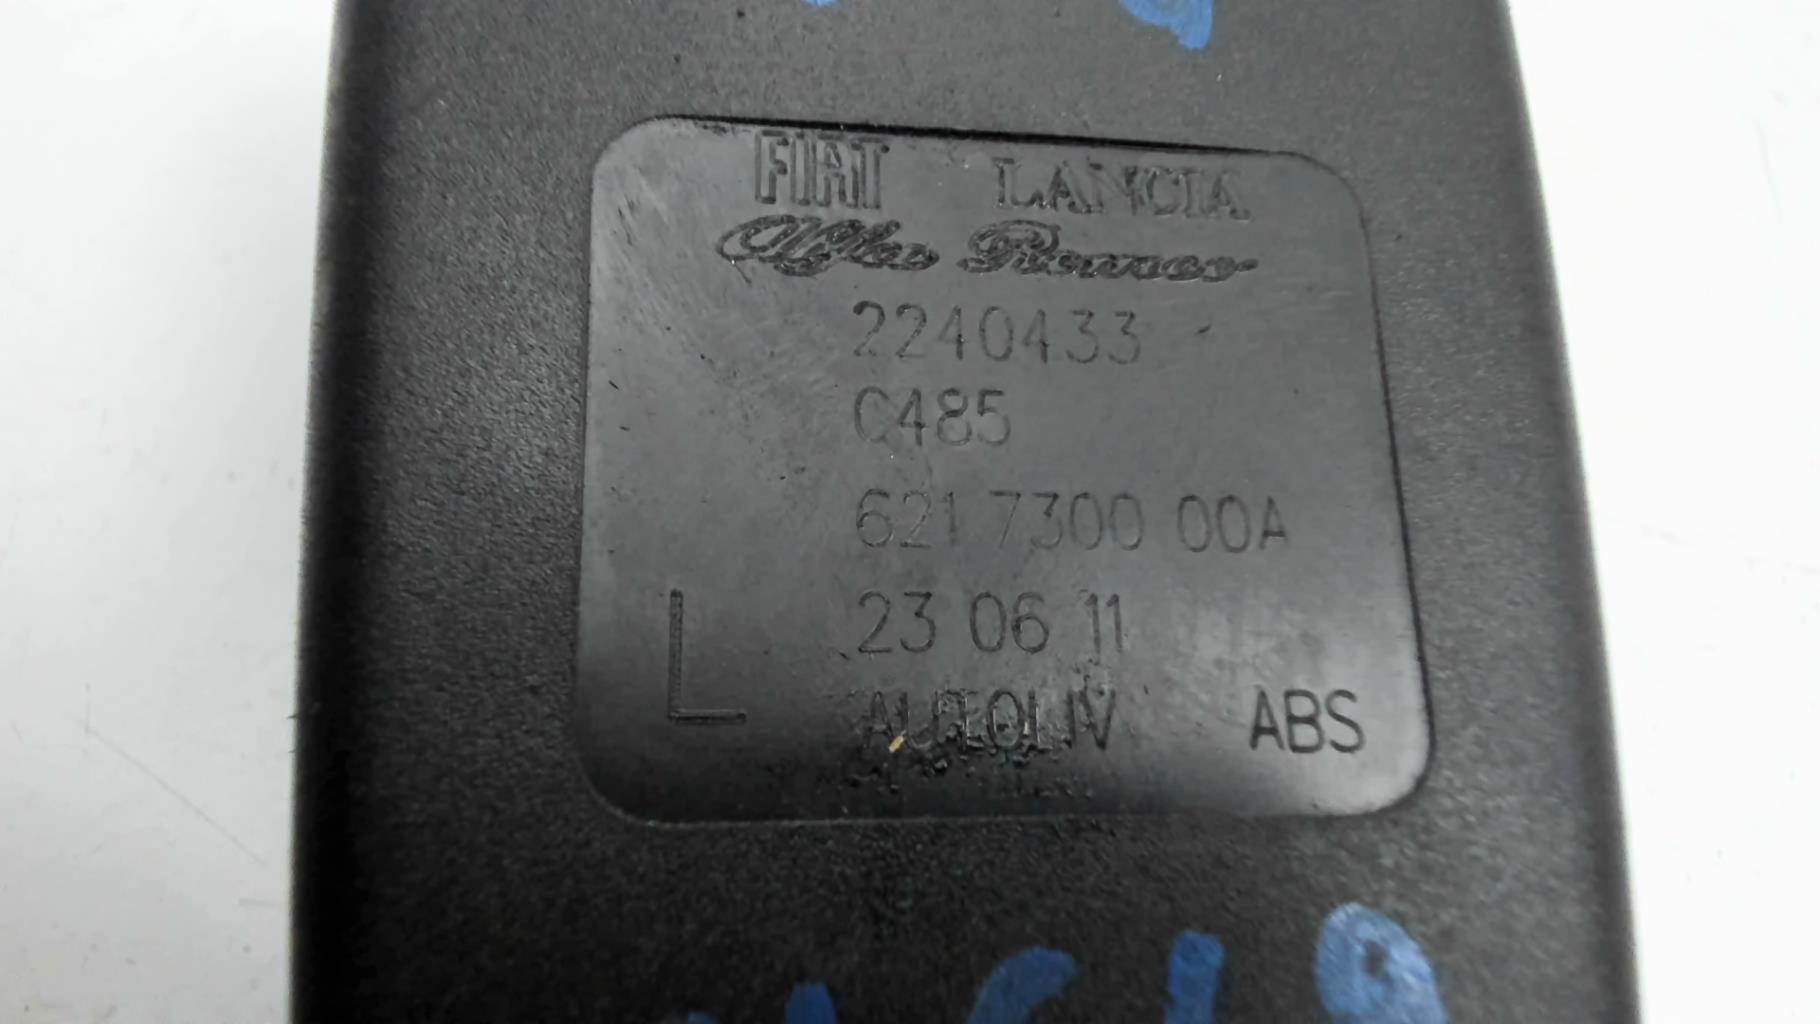 FIAT LANCIA
Alfa Romeo
2240433
C485
621 7300 00A
23 06 11
L AUTOLIV ABS